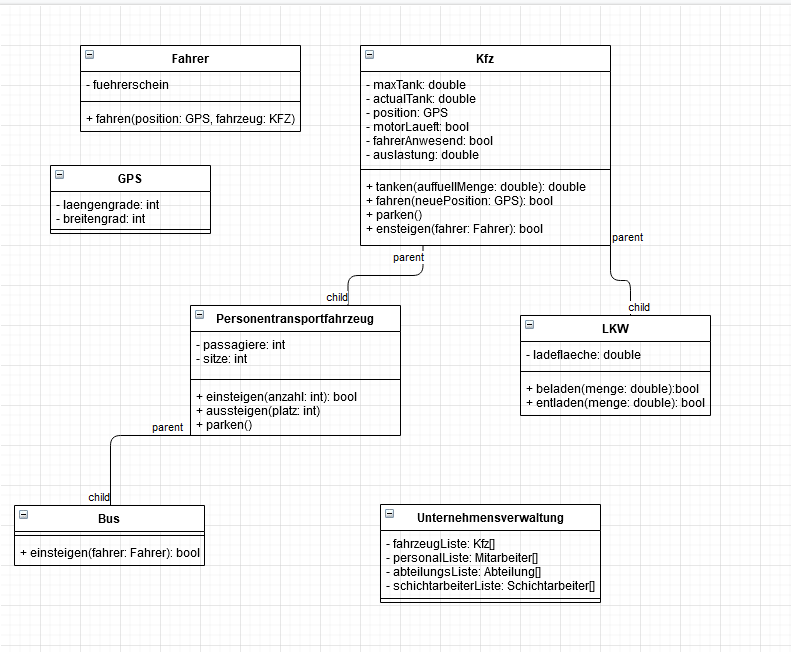 Fahrer
- fuehrerschein
+ fahren(position: GPS, fahrzeug: KFZ)
Kfz
- maxTank: double
- actualTank: double
- position: GPS
- motorLaueft: bool
- fahrerAnwesend: bool
- auslastung: double
+ tanken(auffuellMenge: double): double
+ fahren(neuePosition: GPS): bool
+ parken()
+ ensteigen(fahrer: Fahrer): bool
GPS
- laengengrade: int
- breitengrad: int
parent
child
parent
child
Personentransportfahrzeug
- passagiere: int
- sitze: int
+ einsteigen(anzahl: int): bool
+ aussteigen(platz: int)
+ parken()
LKW
- ladeflaeche: double
+ beladen(menge: double):bool
+ entladen(menge: double): bool
parent
child
Bus
+ einsteigen(fahrer: Fahrer): bool
Unternehmensverwaltung
- fahrzeugListe: Kfz[]
- personalListe: Mitarbeiter[]
- abteilungsListe: Abteilung[]
- schichtarbeiterListe: Schichtarbeiter[]